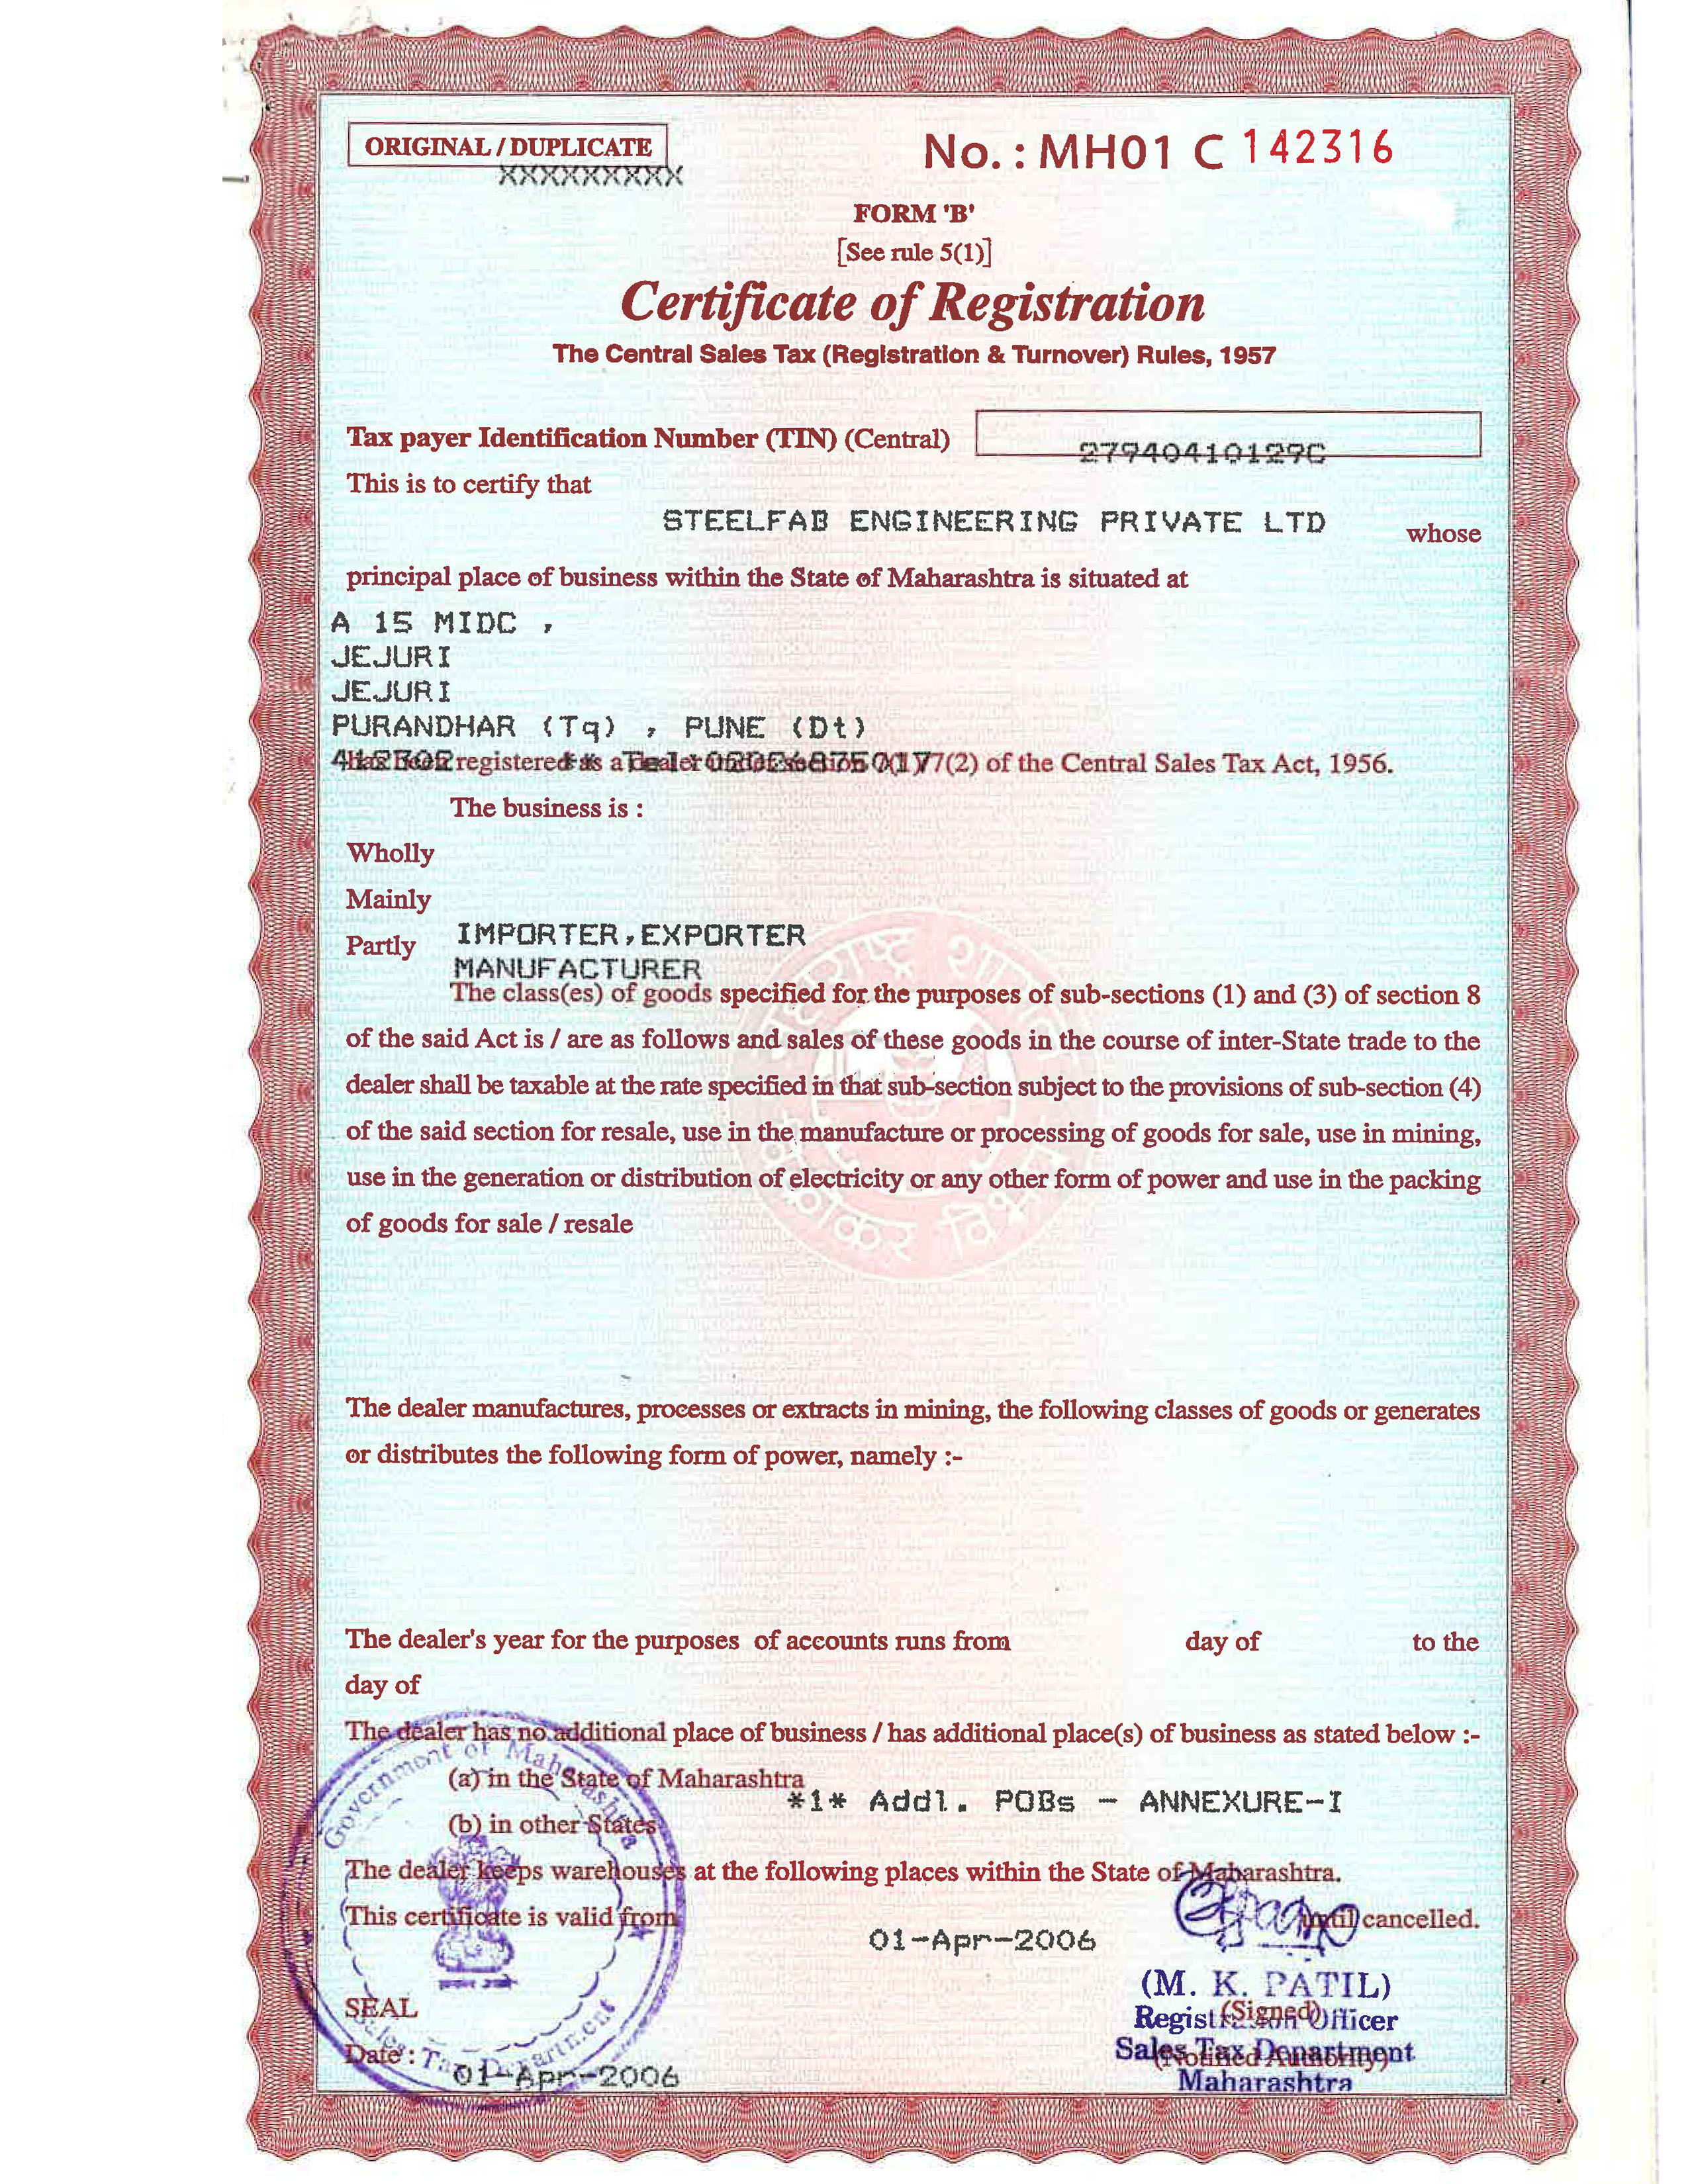 ORIGINAL / DUPLICATE
XXXXXXXXX
No. : MH01 C 142316
FORM 'B'
[See rule 5(1)]
Certificate of Registration
The Central Sales Tax (Registration & Turnover) Rules, 1957
Tax payer Identification Number (TIN) (Central) 27940410129C
This is to certify that
STEELFAB ENGINEERING PRIVATE LTD whose
principal place of business within the State of Maharashtra is situated at
A 15 MIDC ,
JEJURI
JEJURI
PURANDHAR (Tq) , PUNE (Dt)
registered as a dealer 7(2) of the Central Sales Tax Act, 1956.
The business is :
Wholly
Mainly
Partly IMPORTER,EXPORTER
MANUFACTURER
The class(es) of goods specified for the purposes of sub-sections (1) and (3) of section 8
of the said Act is / are as follows and sales of these goods in the course of inter-State trade to the
dealer shall be taxable at the rate specified in that sub-section subject to the provisions of sub-section (4)
of the said section for resale, use in the manufacture or processing of goods for sale, use in mining,
use in the generation or distribution of electricity or any other form of power and use in the packing
of goods for sale / resale
The dealer manufactures, processes or extracts in mining, the following classes of goods or generates
or distributes the following form of power, namely :-
The dealer's year for the purposes of accounts runs from day of to the
day of
The dealer has no additional place of business / has additional place(s) of business as stated below :-
(a) in the State of Maharashtra
*1* Addl. POBs - ANNEXURE-I
(b) in other States
The dealer keeps warehouses at the following places within the State of Maharashtra.
This certificate is valid from 01-Apr-2006 until cancelled.
(M. K. PATIL)
Registration Officer
(Signed)
Sales Tax Department
(Notified Authority)
Maharashtra
SEAL
Date : 01-Apr-2006
Government of Maharashtra
Sales Tax Department